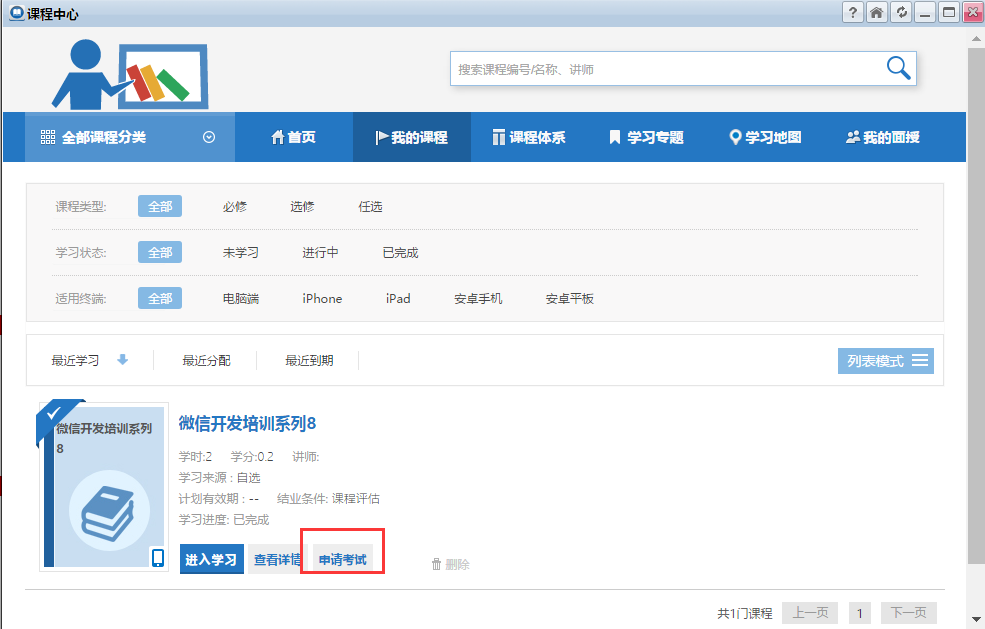 课程中心
搜索课程编号/名称、讲师
全部课程分类 首页 我的课程 课程体系 学习专题 学习地图 我的面授
课程类型: 全部 必修 选修 任选
学习状态: 全部 未学习 进行中 已完成
适用终端: 全部 电脑端 iPhone iPad 安卓手机 安卓平板
最近学习 最近分配 最近到期 列表模式
微信开发培训系列
8
微信开发培训系列8
学时:2 学分:0.2 讲师:
学习来源 : 自选
计划有效期 : -- 结业条件: 课程评估
学习进度: 已完成
进入学习 查看详情 申请考试 删除
共1门课程 上一页 1 下一页